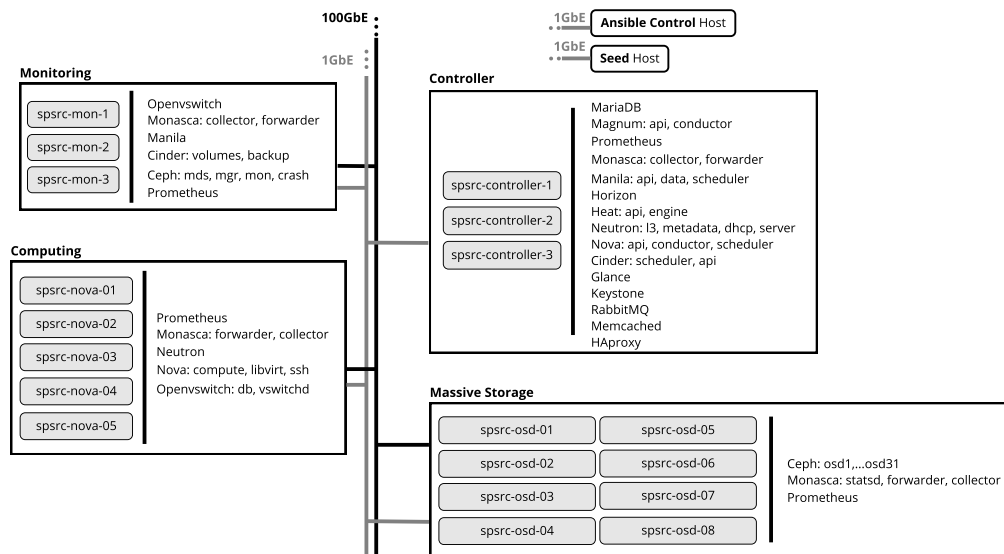 100GbE
1GbE
1GbE
Ansible Control Host
1GbE
Seed Host
Monitoring
spsrc-mon-1
spsrc-mon-2
spsrc-mon-3
Openvswitch
Monasca: collector, forwarder
Manila
Cinder: volumes, backup
Ceph: mds, mgr, mon, crash
Prometheus
Controller
spsrc-controller-1
spsrc-controller-2
spsrc-controller-3
MariaDB
Magnum: api, conductor
Prometheus
Monasca: collector, forwarder
Manila: api, data, scheduler
Horizon
Heat: api, engine
Neutron: l3, metadata, dhcp, server
Nova: api, conductor, scheduler
Cinder: scheduler, api
Glance
Keystone
RabbitMQ
Memcached
HAproxy
Computing
spsrc-nova-01
spsrc-nova-02
spsrc-nova-03
spsrc-nova-04
spsrc-nova-05
Prometheus
Monasca: forwarder, collector
Neutron
Nova: compute, libvirt, ssh
Openvswitch: db, vswitchd
Massive Storage
spsrc-osd-01
spsrc-osd-05
spsrc-osd-02
spsrc-osd-06
spsrc-osd-03
spsrc-osd-07
spsrc-osd-04
spsrc-osd-08
Ceph: osd1,...osd31
Monasca: statsd, forwarder, collector
Prometheus